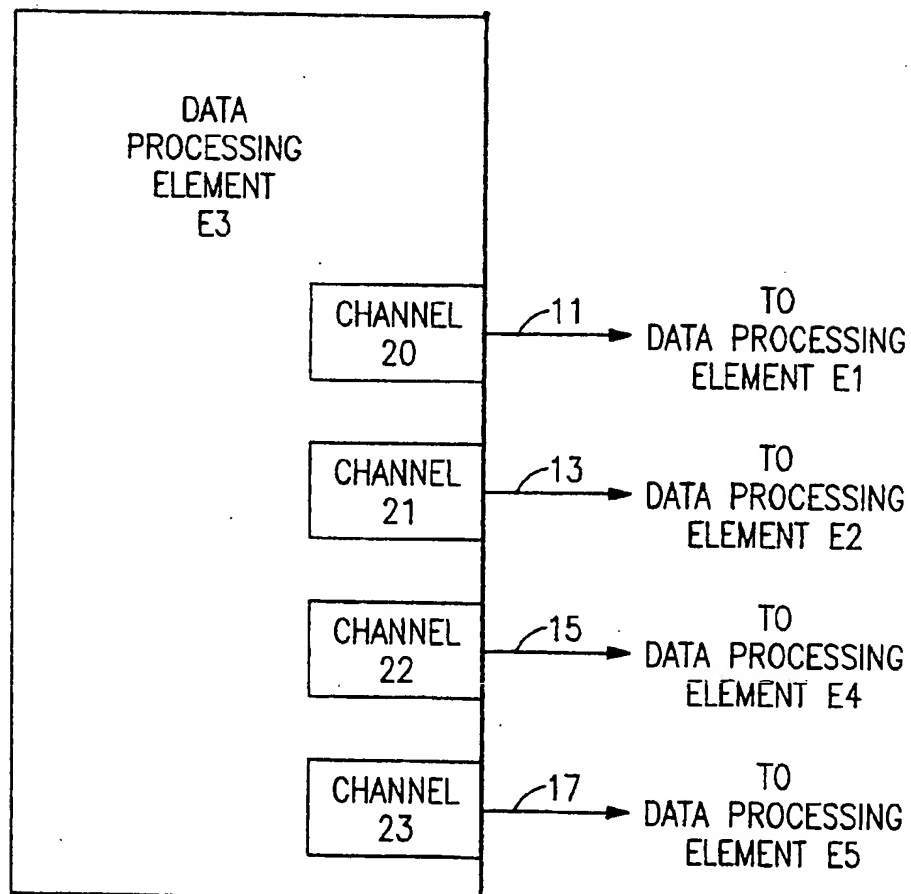 DATA
PROCESSING
ELEMENT
E3
CHANNEL
20
11
TO
DATA PROCESSING
ELEMENT E1
CHANNEL
21
13
TO
DATA PROCESSING
ELEMENT E2
CHANNEL
22
15
TO
DATA PROCESSING
ELEMENT E4
CHANNEL
23
17
TO
DATA PROCESSING
ELEMENT E5